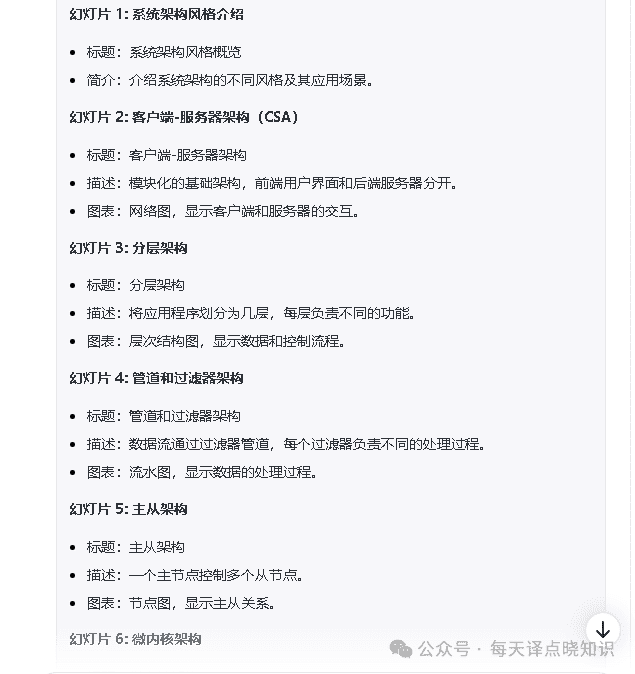 幻灯片 1: 系统架构风格介绍
标题：系统架构风格概览
简介：介绍系统架构的不同风格及其应用场景。
幻灯片 2: 客户端-服务器架构（CSA）
标题：客户端-服务器架构
描述：模块化的基础架构，前端用户界面和后端服务器分开。
图表：网络图，显示客户端和服务器的交互。
幻灯片 3: 分层架构
标题：分层架构
描述：将应用程序划分为几层，每层负责不同的功能。
图表：层次结构图，显示数据和控制流程。
幻灯片 4: 管道和过滤器架构
标题：管道和过滤器架构
描述：数据流通过过滤器管道，每个过滤器负责不同的处理过程。
图表：流水图，显示数据的处理过程。
幻灯片 5: 主从架构
标题：主从架构
描述：一个主节点控制多个从节点。
图表：节点图，显示主从关系。
幻灯片 6: 微内核架构
公众号 · 每天译点晓知识